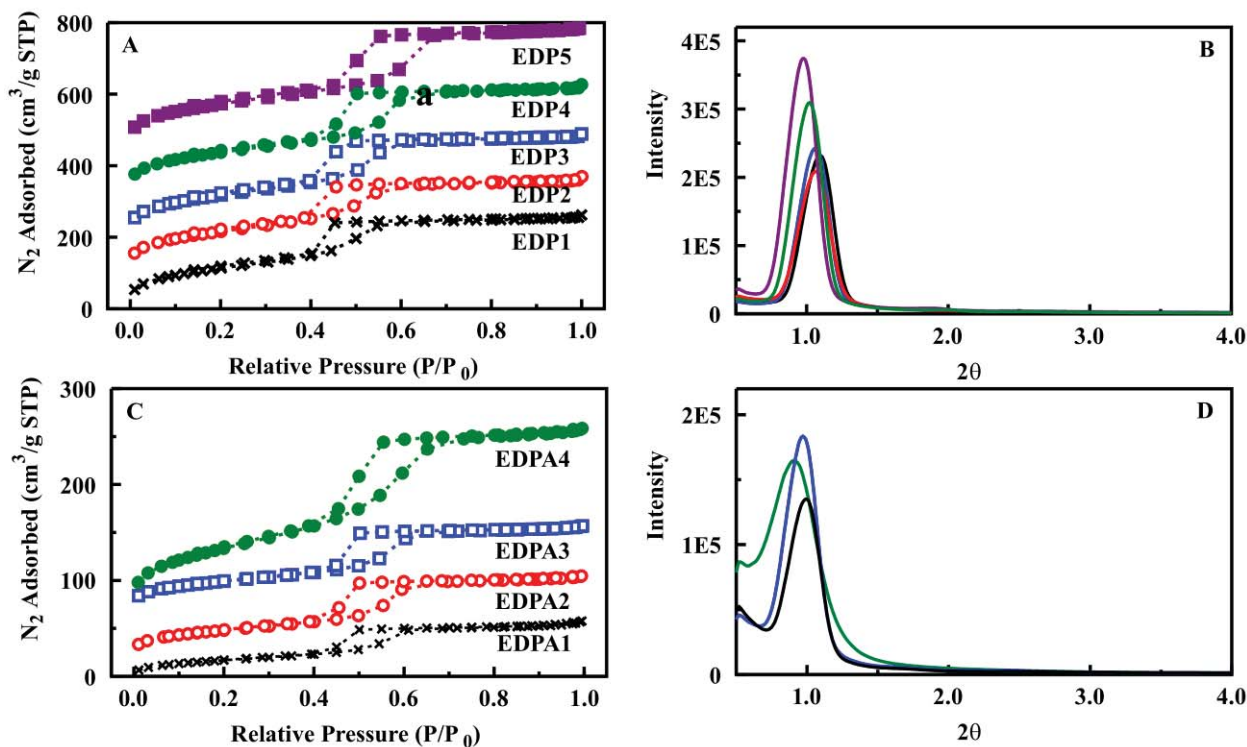 A
N₂ Adsorbed (cm³/g STP)
800
600
400
200
0
EDP5
a
EDP4
EDP3
EDP2
EDP1
0.0 0.2 0.4 0.6 0.8 1.0
Relative Pressure (P/P₀)
B
Intensity
4E5
3E5
2E5
1E5
0
1.0 2.0 3.0 4.0
2θ
C
N₂ Adsorbed (cm³/g STP)
300
200
100
0
EDPA4
EDPA3
EDPA2
EDPA1
0.0 0.2 0.4 0.6 0.8 1.0
Relative Pressure (P/P₀)
D
Intensity
2E5
1E5
0
1.0 2.0 3.0 4.0
2θ